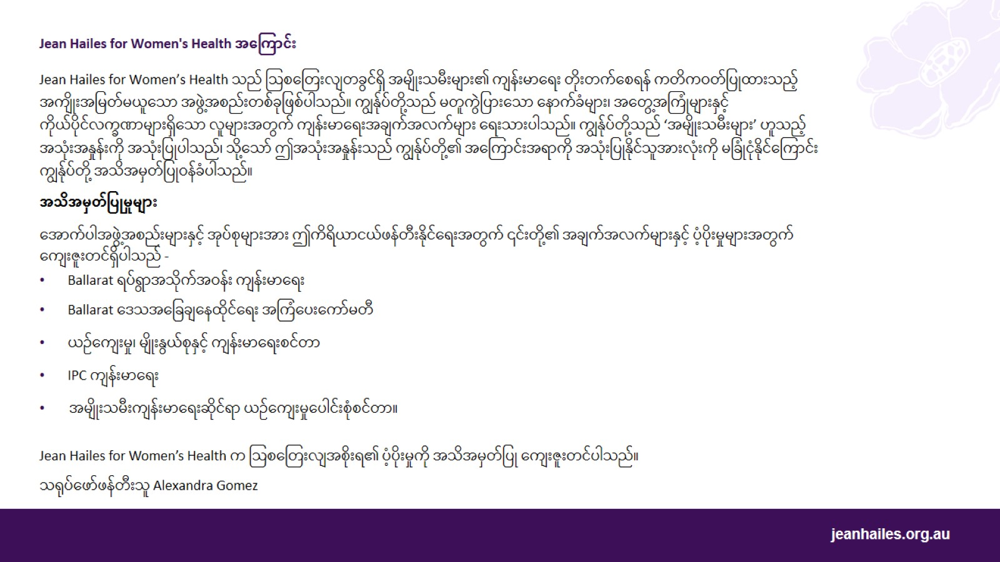 Jean Hailes for Women's Health အကြောင်း
Jean Hailes for Women’s Health သည် ဩစတြေးလျတခွင်ရှိ အမျိုးသမီးများ၏ ကျန်းမာရေး တိုးတက်စေရန် ကတိကဝတ်ပြုထားသည့်
အကျိုးအမြတ်မယူသော အဖွဲ့အစည်းတစ်ခုဖြစ်ပါသည်။ ကျွန်ုပ်တို့သည် မတူကွဲပြားသော နောက်ခံများ၊ အတွေ့အကြုံများနှင့်
ကိုယ်ပိုင်လက္ခဏာများရှိသော လူများအတွက် ကျန်းမာရေးအချက်အလက်များ ရေးသားပါသည်။ ကျွန်ုပ်တို့သည် ‘အမျိုးသမီးများ’ ဟူသည့်
အသုံးအနှုန်းကို အသုံးပြုပါသည်၊ သို့သော် ဤအသုံးအနှုန်းသည် ကျွန်ုပ်တို့၏ အကြောင်းအရာကို အသုံးပြုနိုင်သူအားလုံးကို မခြုံငုံနိုင်ကြောင်း
ကျွန်ုပ်တို့ အသိအမှတ်ပြုဝန်ခံပါသည်။
အသိအမှတ်ပြုမှုများ
အောက်ပါအဖွဲ့အစည်းများနှင့် အုပ်စုများအား ဤကိရိယာငယ်ဖန်တီးနိုင်ရေးအတွက် ၎င်းတို့၏ အချက်အလက်များနှင့် ပံ့ပိုးမှုများအတွက်
ကျေးဇူးတင်ရှိပါသည် -
• Ballarat ရပ်ရွာအသိုက်အဝန်း ကျန်းမာရေး
• Ballarat ဒေသအခြေချနေထိုင်ရေး အကြံပေးကော်မတီ
• ယဉ်ကျေးမှု၊ မျိုးနွယ်စုနှင့် ကျန်းမာရေးစင်တာ
• IPC ကျန်းမာရေး
• အမျိုးသမီးကျန်းမာရေးဆိုင်ရာ ယဉ်ကျေးမှုပေါင်းစုံစင်တာ။
Jean Hailes for Women’s Health က ဩစတြေးလျအစိုးရ၏ ပံ့ပိုးမှုကို အသိအမှတ်ပြု ကျေးဇူးတင်ပါသည်။
သရုပ်ဖော်ဖန်တီးသူ Alexandra Gomez
jeanhailes.org.au